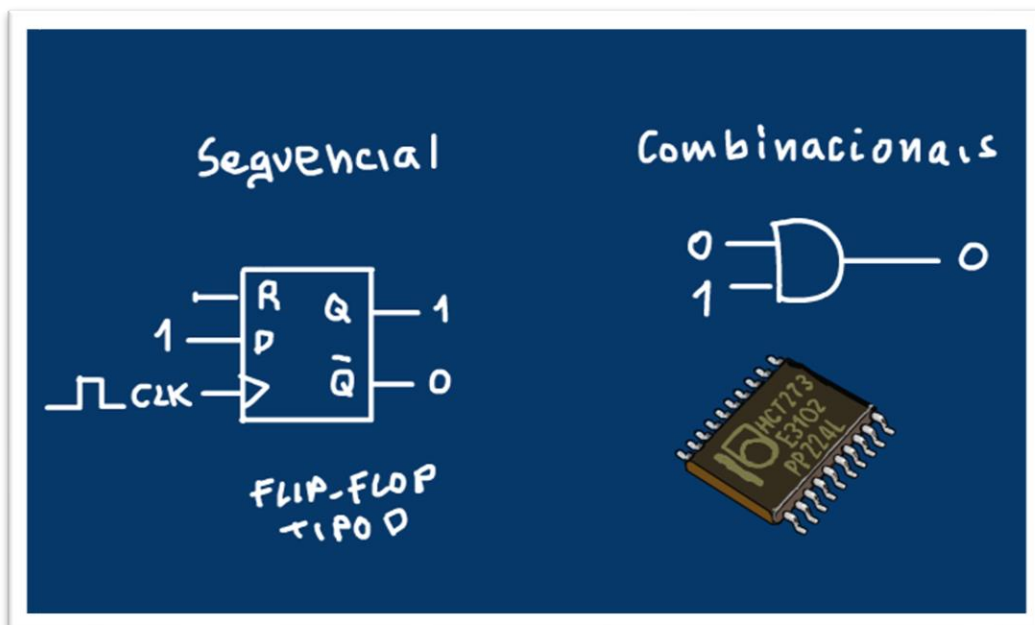 Sequencial
Combinacionais
R Q 1
1 D
CLK Q̅ 0
FLIP-FLOP
TIPO D
0
1
0
HCT273
E3102
PP224L